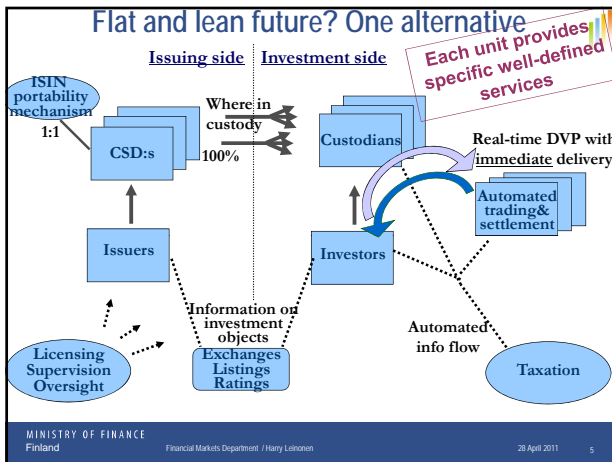 Flat and lean future? One alternative
Each unit provides
specific well-defined
services
Issuing side
Investment side
ISIN
portability
mechanism
1:1
CSD:s
Where in
custody
100%
Custodians
Real-time DVP with
immediate delivery
Automated
trading&
settlement
Issuers
Investors
Information on
investment
objects
Exchanges
Listings
Ratings
Automated
info flow
Licensing
Supervision
Oversight
Taxation
MINISTRY OF FINANCE
Finland
Financial Markets Department / Harry Leinonen
28 April 2011
5